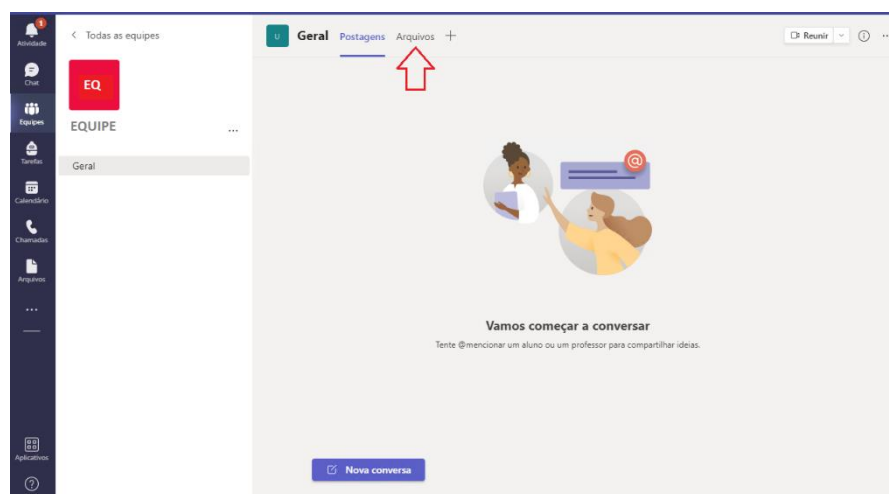 1
Atividade
Chat
Equipes
Tarefas
Calendário
Chamadas
Arquivos
...
Aplicativos
?
< Todas as equipes
EQ
EQUIPE ...
Geral
U Geral Postagens Arquivos +
Reunir
@
Vamos começar a conversar
Tente @mencionar um aluno ou um professor para compartilhar ideias.
Nova conversa